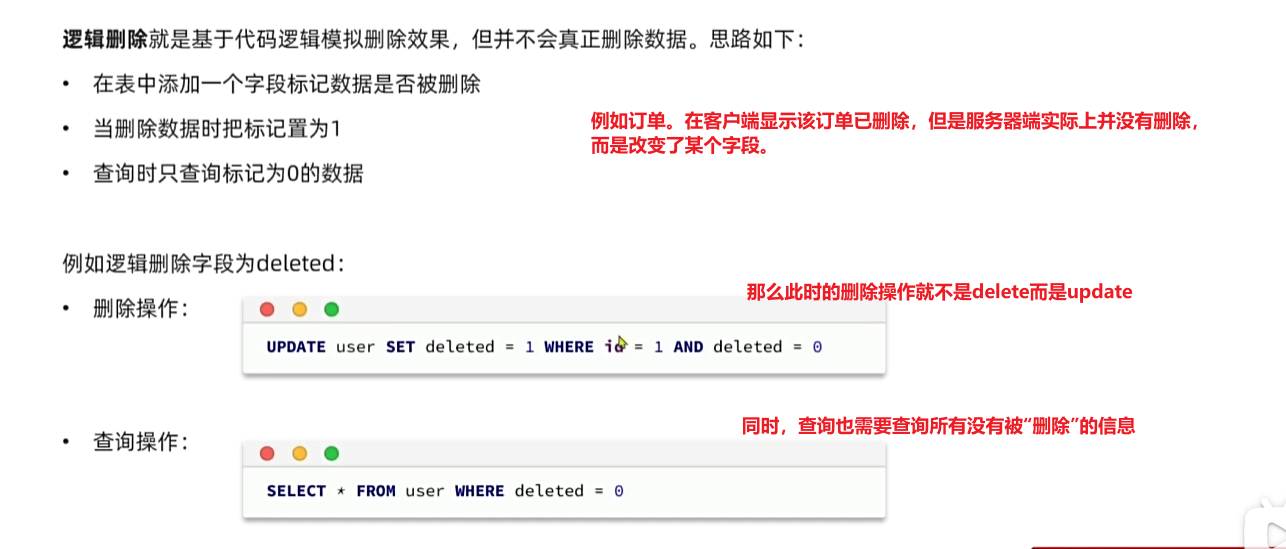 逻辑删除就是基于代码逻辑模拟删除效果，但并不会真正删除数据。思路如下：
• 在表中添加一个字段标记数据是否被删除
• 当删除数据时把标记置为1
• 查询时只查询标记为0的数据
例如订单。在客户端显示该订单已删除，但是服务器端实际上并没有删除，
而是改变了某个字段。
例如逻辑删除字段为deleted：
• 删除操作：
那么此时的删除操作就不是delete而是update
UPDATE user SET deleted = 1 WHERE id = 1 AND deleted = 0
• 查询操作：
同时，查询也需要查询所有没有被“删除”的信息
SELECT * FROM user WHERE deleted = 0